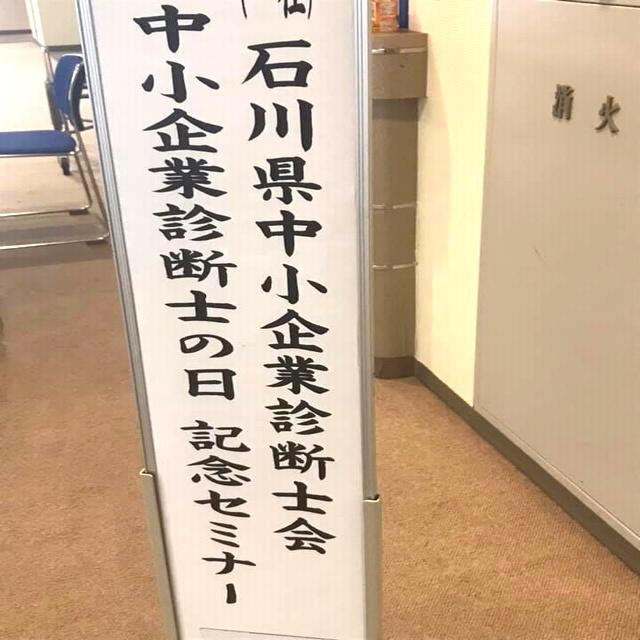 石川県中小企業診断士会
中小企業診断士の日 記念セミナー
消火